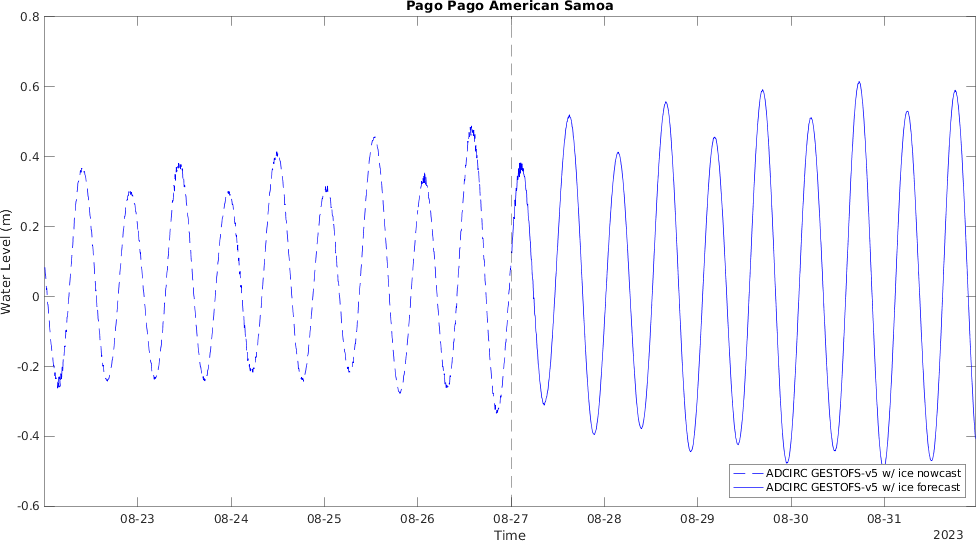 Pago Pago American Samoa
0.8
0.6
0.4
0.2
0
-0.2
-0.4
-0.6
Water Level (m)
ADCIRC GESTOFS-v5 w/ ice nowcast
ADCIRC GESTOFS-v5 w/ ice forecast
08-23 08-24 08-25 08-26 08-27 08-28 08-29 08-30 08-31
Time
2023